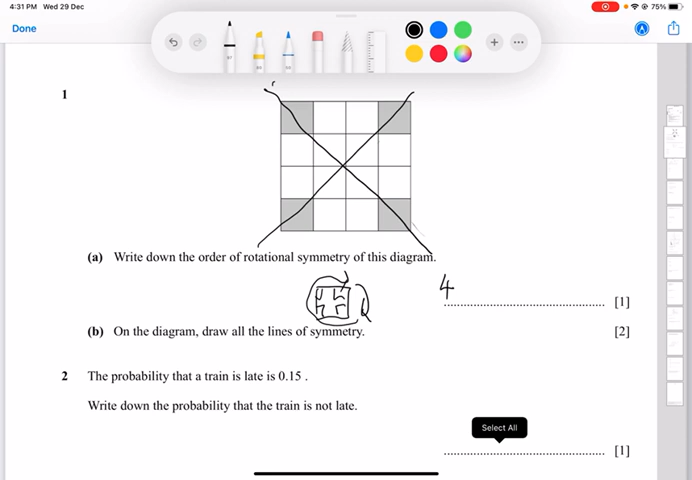 4:31 PM Wed 29 Dec
75%
Done
1
(a) Write down the order of rotational symmetry of this diagram.
4
.......................................................... [1]
(b) On the diagram, draw all the lines of symmetry. [2]
2 The probability that a train is late is 0.15 .
Write down the probability that the train is not late.
Select All
.......................................................... [1]